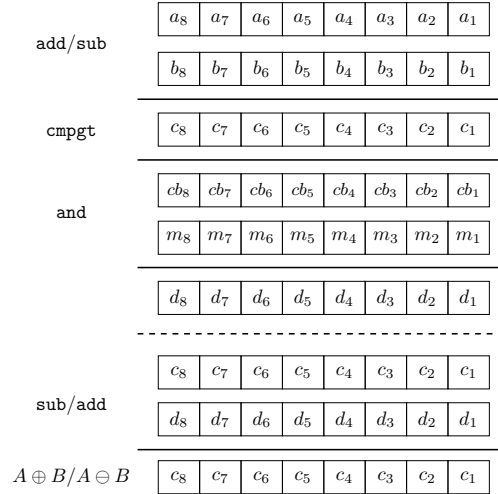 a₈ a₇ a₆ a₅ a₄ a₃ a₂ a₁
add/sub
b₈ b₇ b₆ b₅ b₄ b₃ b₂ b₁
cmpgt c₈ c₇ c₆ c₅ c₄ c₃ c₂ c₁
cb₈ cb₇ cb₆ cb₅ cb₄ cb₃ cb₂ cb₁
and
m₈ m₇ m₆ m₅ m₄ m₃ m₂ m₁
d₈ d₇ d₆ d₅ d₄ d₃ d₂ d₁
c₈ c₇ c₆ c₅ c₄ c₃ c₂ c₁
sub/add
d₈ d₇ d₆ d₅ d₄ d₃ d₂ d₁
A ⊕ B/A ⊖ B c₈ c₇ c₆ c₅ c₄ c₃ c₂ c₁